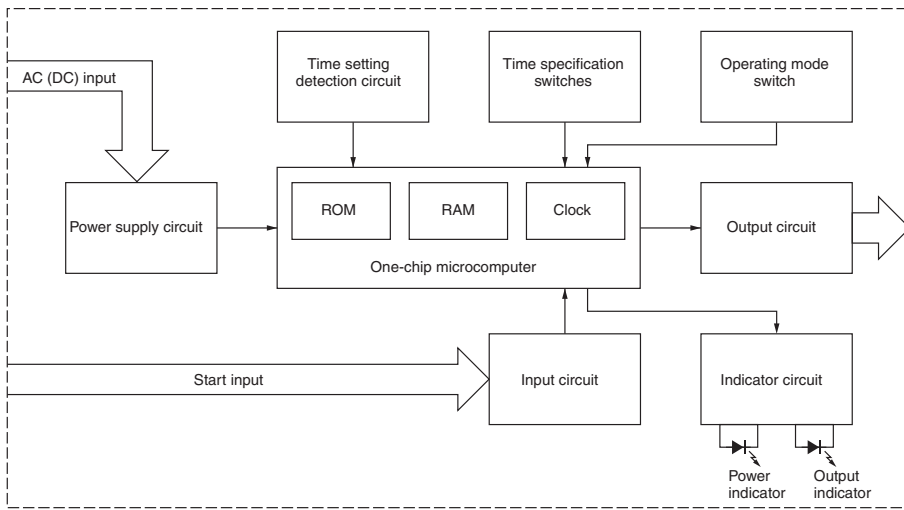 AC (DC) input
Time setting
detection circuit
Time specification
switches
Operating mode
switch
Power supply circuit
ROM
RAM
Clock
One-chip microcomputer
Output circuit
Start input
Input circuit
Indicator circuit
Power
indicator
Output
indicator